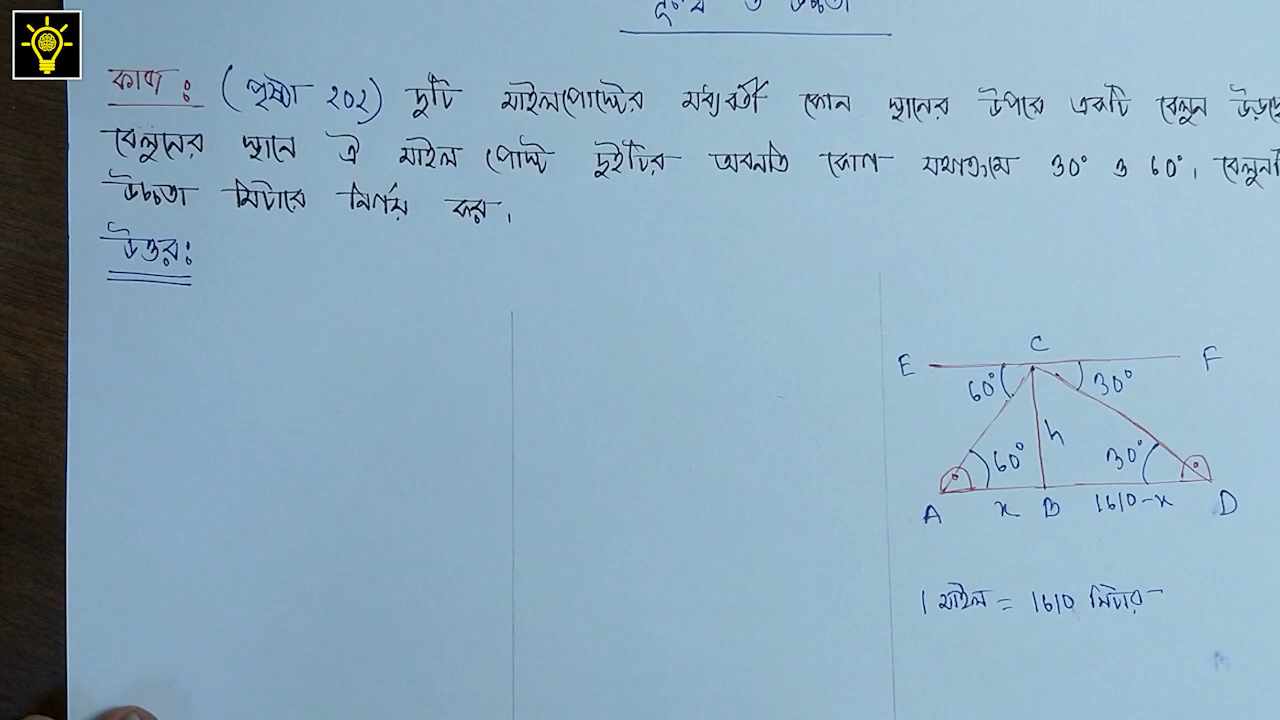 কাজ : (পৃষ্ঠা ২০২) দুটি মাইলপোষ্টের মধ্যবর্তী কোন স্থানের উপরে একটি বেলুন উড়ছে
বেলুনের স্থানে ঐ মাইল পোষ্ট দুইটির অবনতি কোণ যথাক্রমে 30° ও 60°। বেলুনটি
উচ্চতা মিটারে নির্ণয় কর।
উত্তর:
E C F
60° 30°
h
60° 30°
A x B 1610-x D
1 মাইল = 1610 মিটার